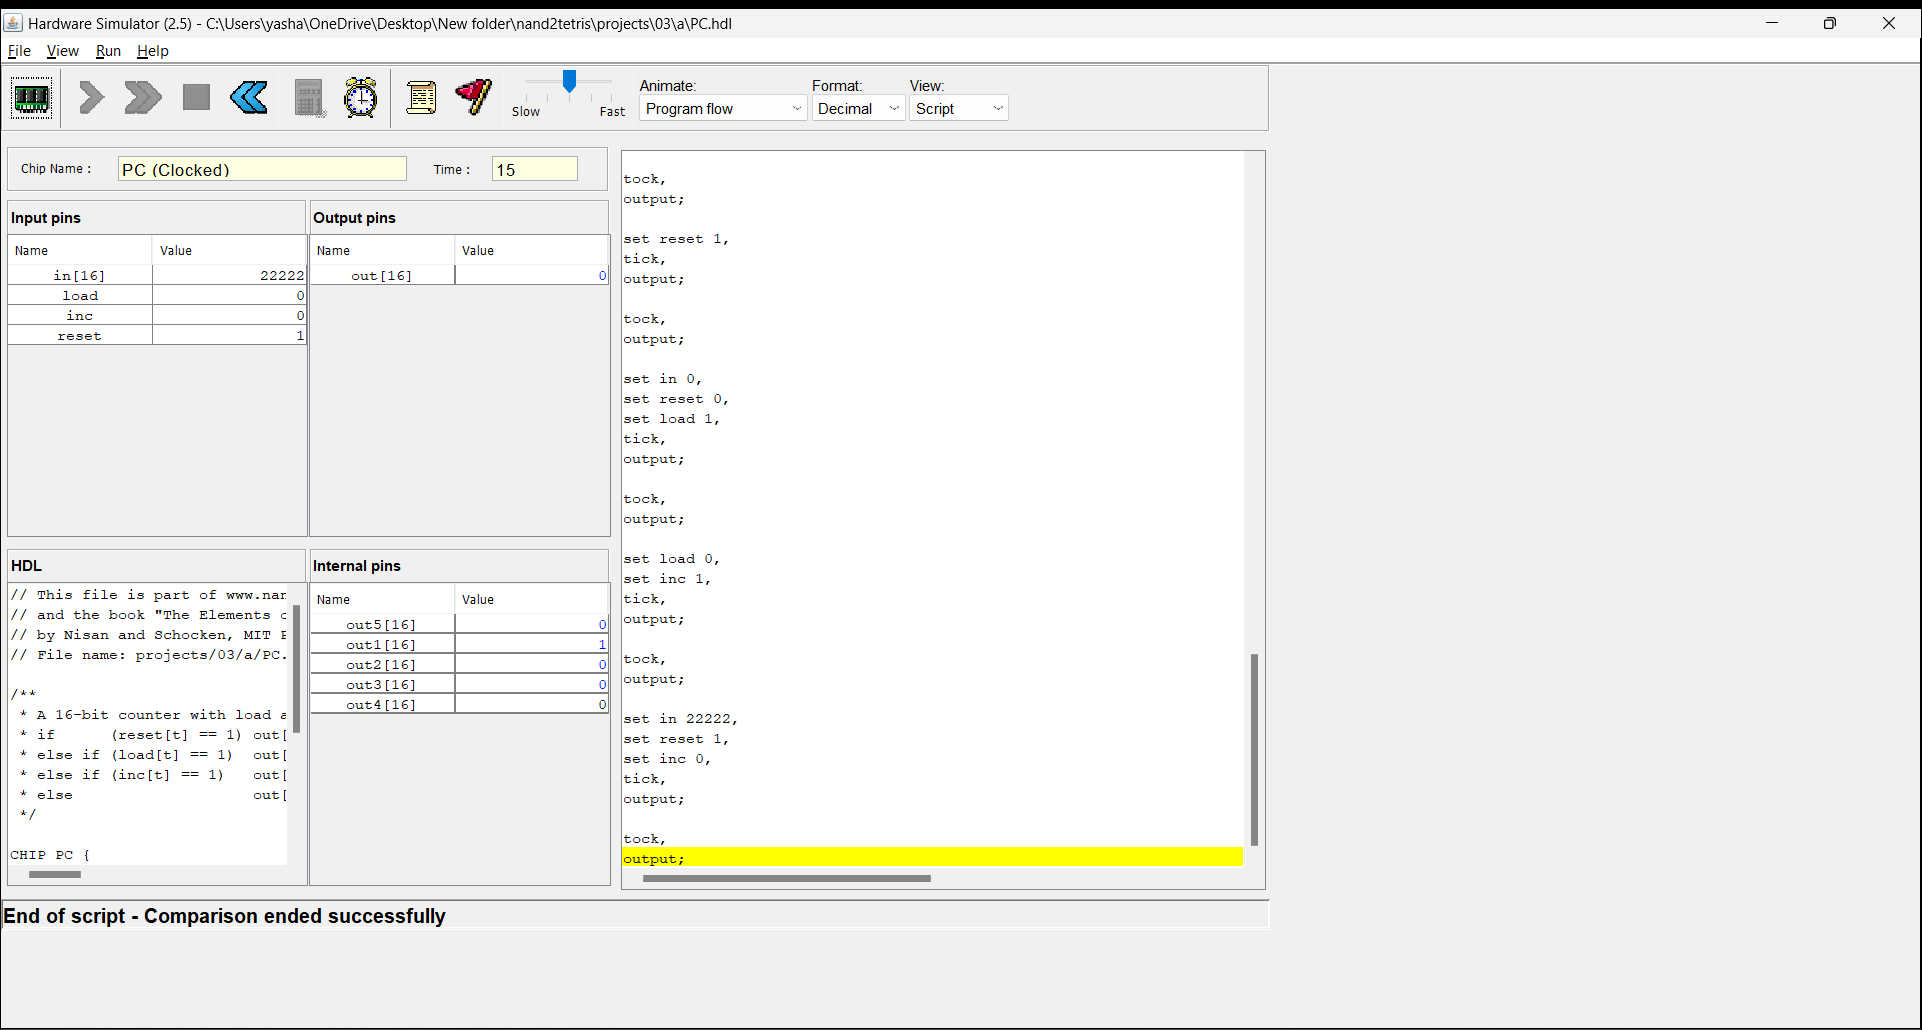 Hardware Simulator (2.5) - C:\Users\yasha\OneDrive\Desktop\New folder\nand2tetris\projects\03\a\PC.hdl
File View Run Help
Slow Fast
Animate: Format: View:
Program flow Decimal Script
Chip Name : PC (Clocked) Time : 15
Input pins
Name Value
in[16] 22222
load 0
inc 0
reset 1
Output pins
Name Value
out[16] 0
HDL
// This file is part of www.nan
// and the book "The Elements
// by Nisan and Schocken, MIT
// File name: projects/03/a/PC.
/**
* A 16-bit counter with load
* if (reset[t] == 1) out[
* else if (load[t] == 1) out[
* else if (inc[t] == 1) out[
* else out[
*/
CHIP PC {
Internal pins
Name Value
out5[16] 0
out1[16] 1
out2[16] 0
out3[16] 0
out4[16] 0
tock,
output;
set reset 1,
tick,
output;
tock,
output;
set in 0,
set reset 0,
set load 1,
tick,
output;
tock,
output;
set load 0,
set inc 1,
tick,
output;
tock,
output;
set in 22222,
set reset 1,
set inc 0,
tick,
output;
tock,
output;
End of script - Comparison ended successfully